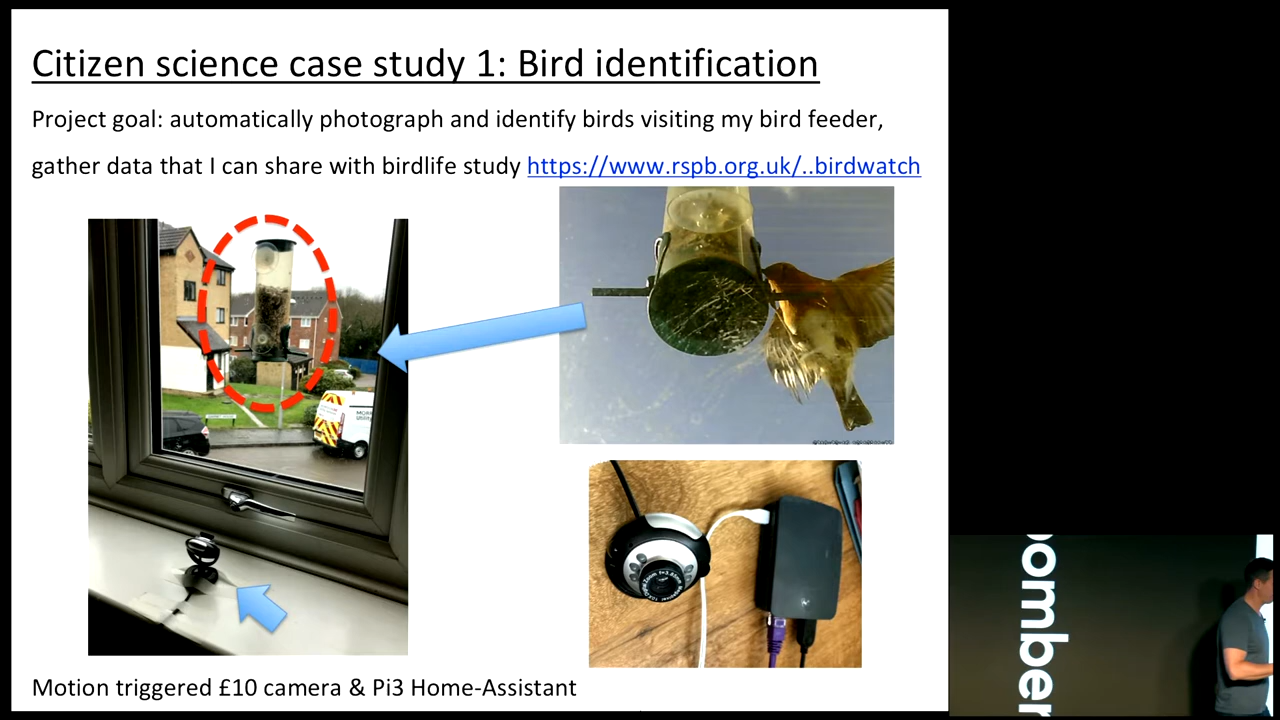 Citizen science case study 1: Bird identification
Project goal: automatically photograph and identify birds visiting my bird feeder,
gather data that I can share with birdlife study https://www.rspb.org.uk/..birdwatch
Motion triggered £10 camera & Pi3 Home-Assistant
oomber